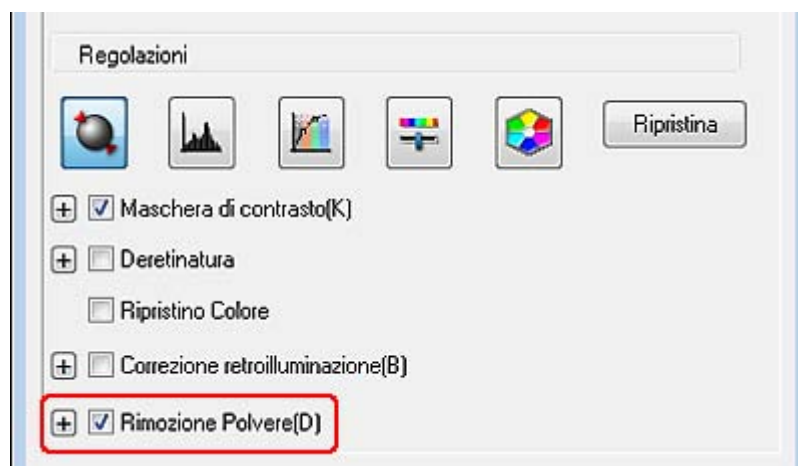 Regolazioni
Ripristina
Maschera di contrasto(K)
Deretinatura
Ripristino Colore
Correzione retroilluminazione(B)
Rimozione Polvere(D)